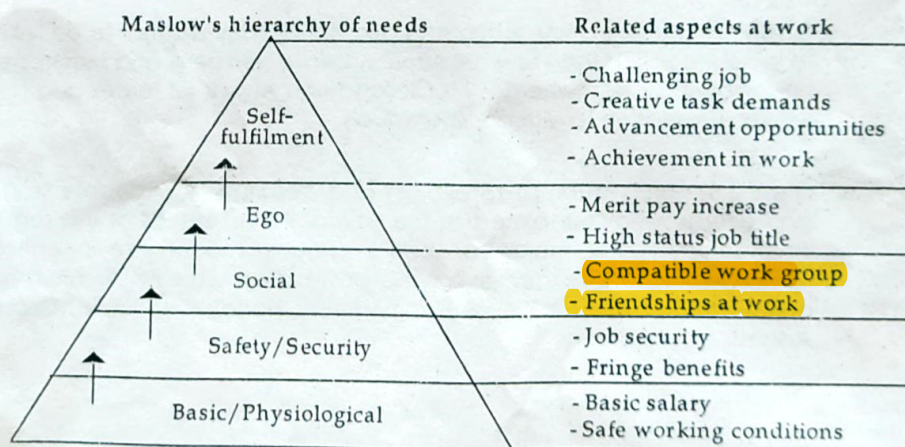 Maslow's hierarchy of needs
Related aspects at work
Self-
fulfilment
- Challenging job
- Creative task demands
- Advancement opportunities
- Achievement in work
Ego
- Merit pay increase
- High status job title
Social
- Compatible work group
- Friendships at work
Safety/Security
- Job security
- Fringe benefits
Basic/Physiological
- Basic salary
- Safe working conditions